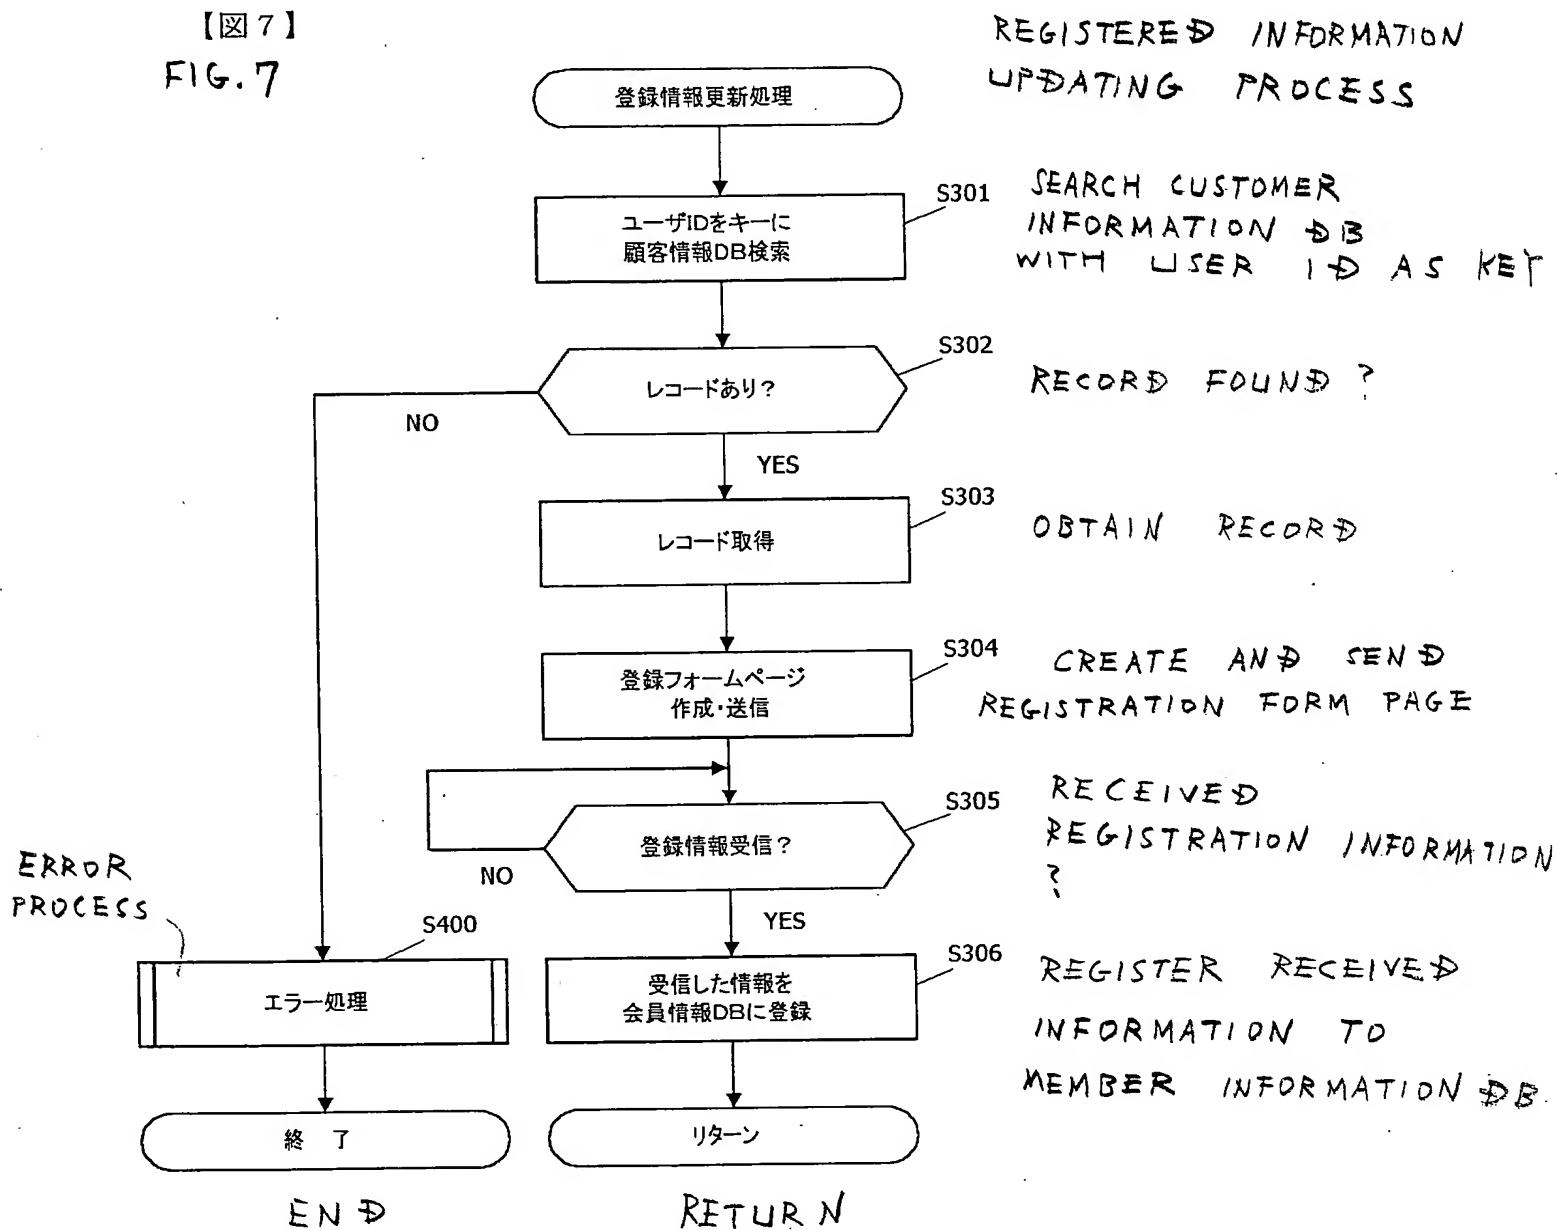 【図7】
FIG.7
REGISTERED INFORMATION
UPDATING PROCESS
登録情報更新処理
S301
ユーザIDをキーに
顧客情報DB検索
SEARCH CUSTOMER
INFORMATION DB
WITH USER ID AS KEY
S302
レコードあり？
RECORD FOUND ?
NO
YES
S303
レコード取得
OBTAIN RECORD
S304
登録フォームページ
作成・送信
CREATE AND SEND
REGISTRATION FORM PAGE
S305
登録情報受信？
RECEIVED
REGISTRATION INFORMATION
?
NO
YES
ERROR
PROCESS
S400
エラー処理
S306
受信した情報を
会員情報DBに登録
REGISTER RECEIVED
INFORMATION TO
MEMBER INFORMATION DB.
終 了
リターン
END
RETURN